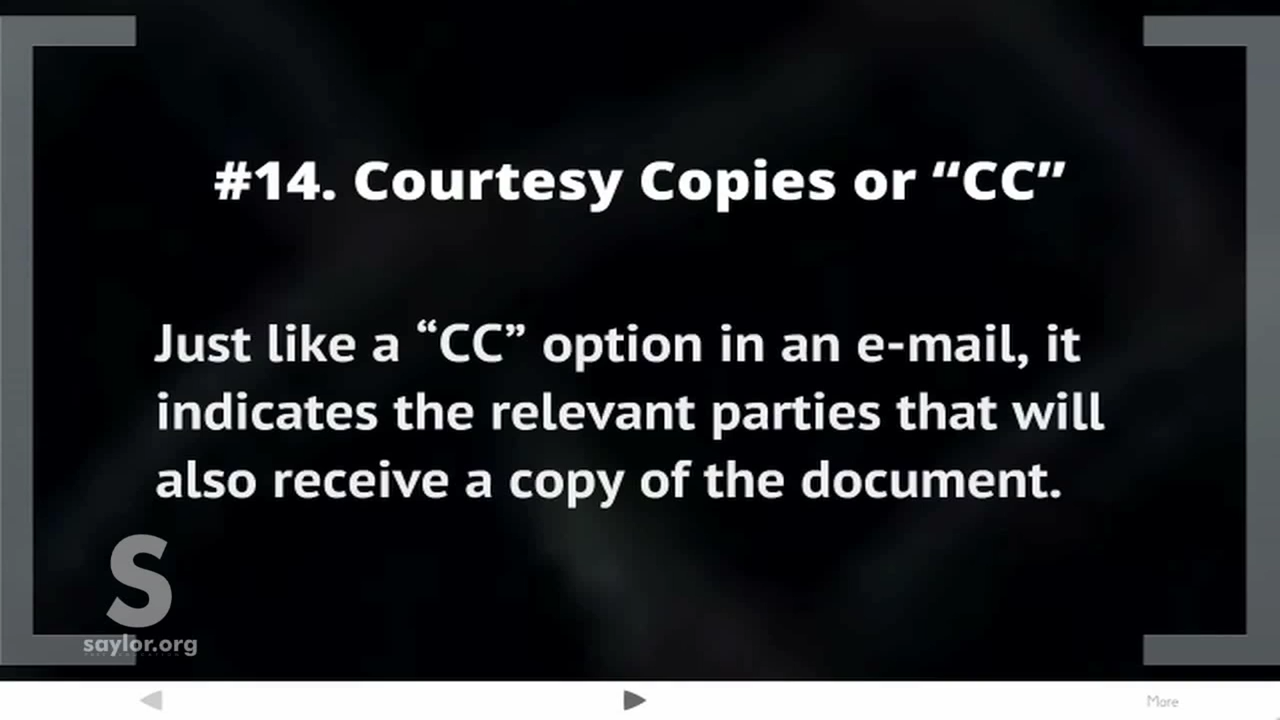 #14. Courtesy Copies or “CC”
Just like a “CC” option in an e-mail, it
indicates the relevant parties that will
also receive a copy of the document.
S
saylor.org
More